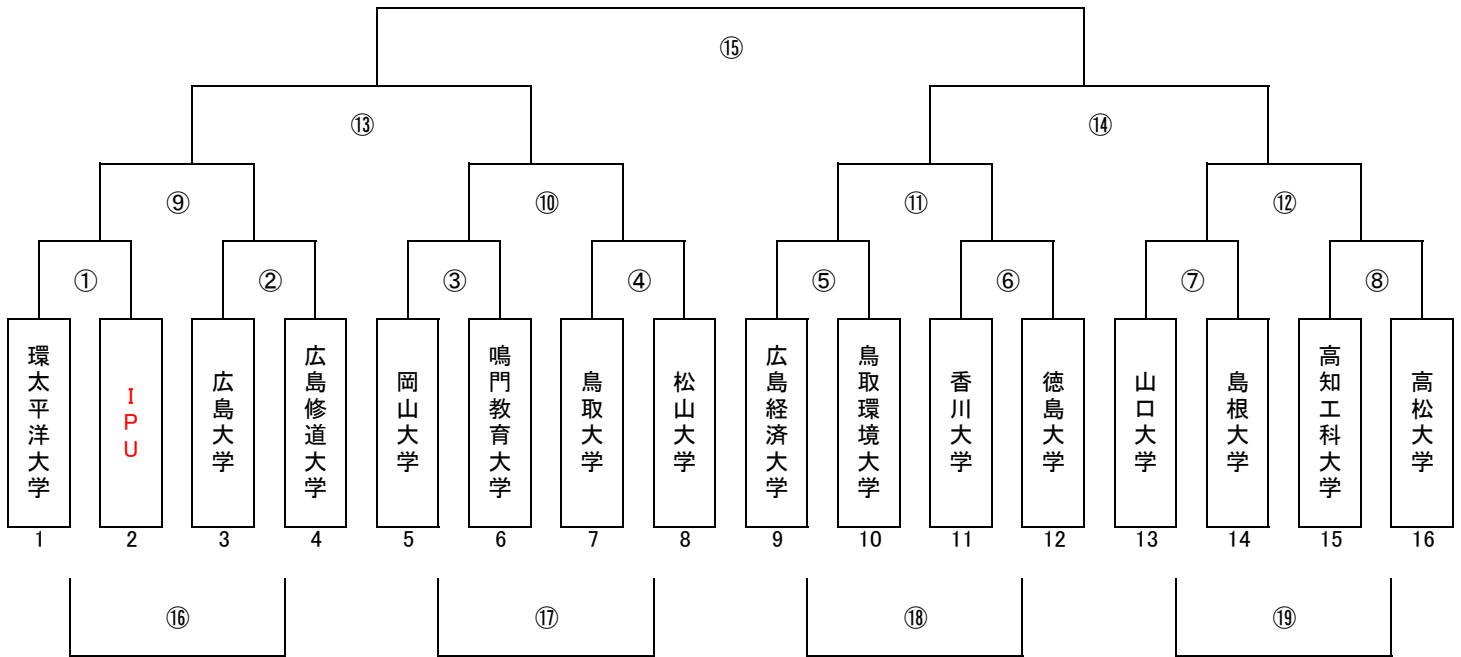 ⑮
⑬
⑭
⑨
⑩
⑪
⑫
①
②
③
④
⑤
⑥
⑦
⑧
環太平洋大学
IPU
広島大学
広島修道大学
岡山大学
鳴門教育大学
鳥取大学
松山大学
広島経済大学
鳥取環境大学
香川大学
徳島大学
山口大学
島根大学
高知工科大学
高松大学
1
2
3
4
5
6
7
8
9
10
11
12
13
14
15
16
⑯
⑰
⑱
⑲